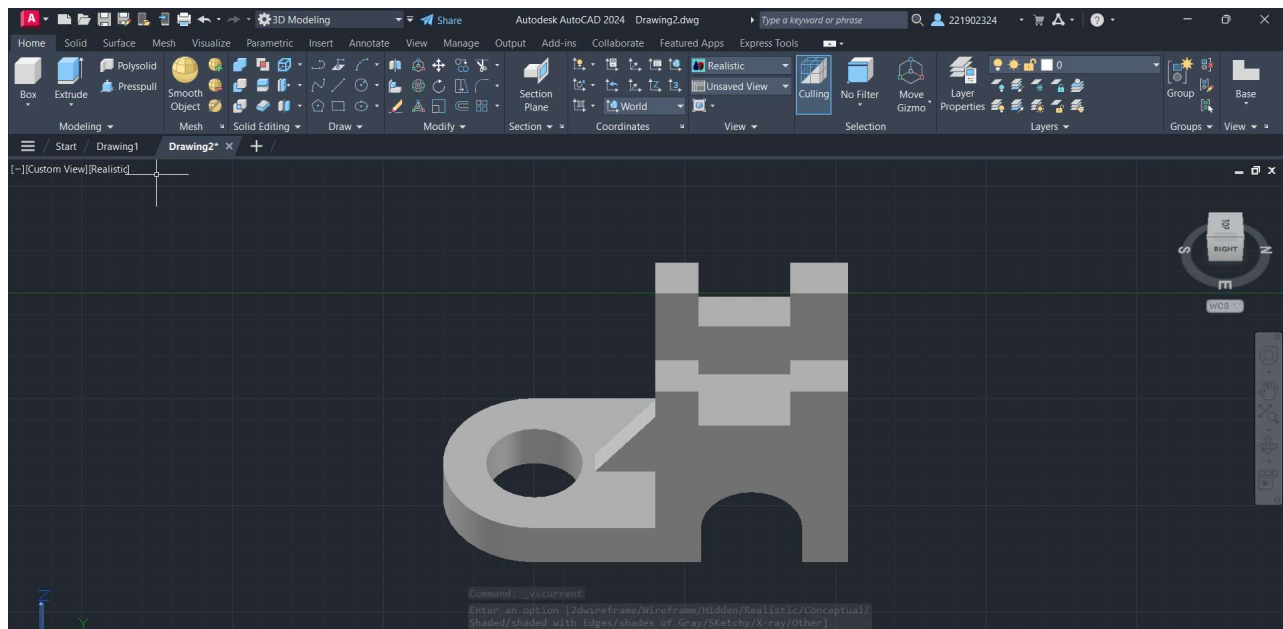 A 3D Modeling Share Autodesk AutoCAD 2024 Drawing2.dwg Type a keyword or phrase 221902324
Home Solid Surface Mesh Visualize Parametric Insert Annotate View Manage Output Add-ins Collaborate Featured Apps Express Tools
Box Extrude Polysolid Presspull Smooth Object Section Plane World Realistic Unsaved View Culling No Filter Move Gizmo Layer Properties 0 Group Base
Modeling Mesh Solid Editing Draw Modify Section Coordinates View Selection Layers Groups View
Start Drawing1 Drawing2* × +
[−][Custom View][Realistic]
TOP
S RIGHT N
E
WCS
Command: _vscurrent
Z Enter an option [2dwireframe/Wireframe/Hidden/Realistic/Conceptual/
Y Shaded/shaded with Edges/shades of Gray/SKetchy/X-ray/Other]